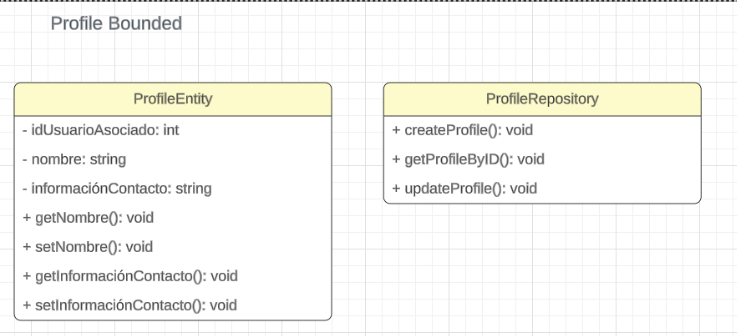 Profile Bounded
ProfileEntity
- idUsuarioAsociado: int
- nombre: string
- informaciónContacto: string
+ getNombre(): void
+ setNombre(): void
+ getInformaciónContacto(): void
+ setInformaciónContacto(): void
ProfileRepository
+ createProfile(): void
+ getProfileByID(): void
+ updateProfile(): void